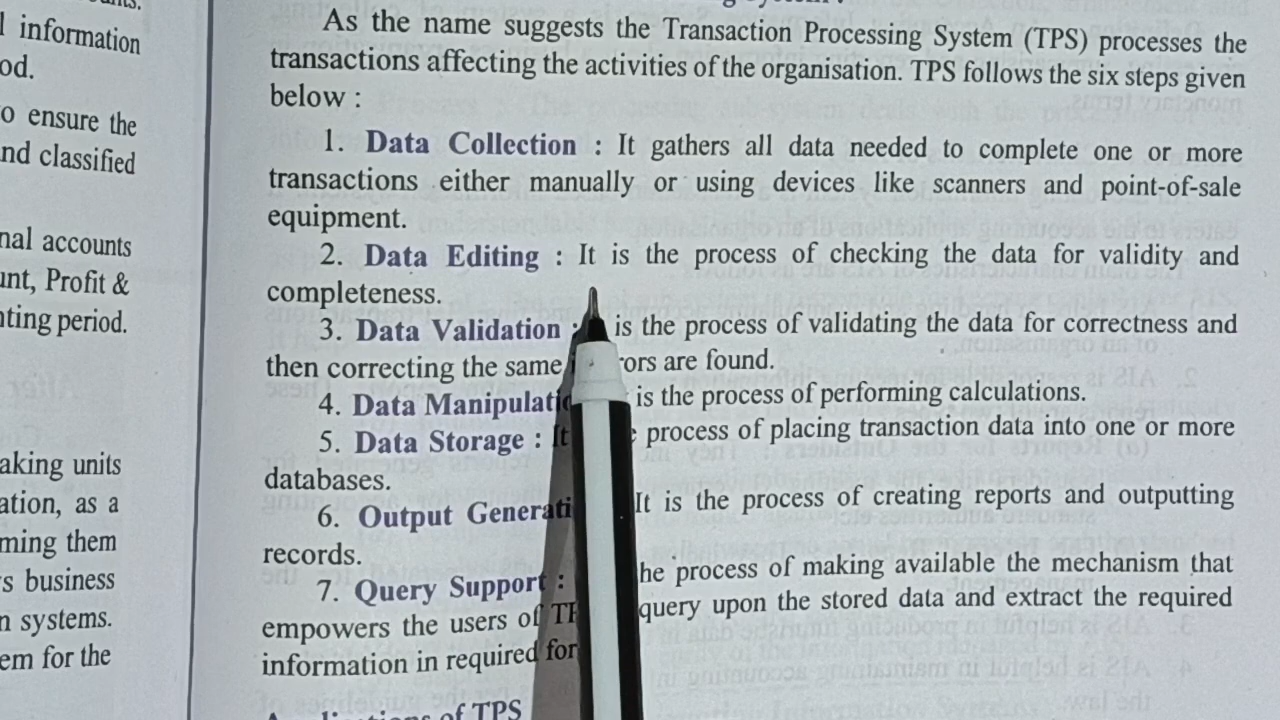 l information
od.
o ensure the
nd classified
nal accounts
unt, Profit &
nting period.
aking units
ation, as a
ming them
s business
n systems.
em for the
As the name suggests the Transaction Processing System (TPS) processes the
transactions affecting the activities of the organisation. TPS follows the six steps given
below :
1. Data Collection : It gathers all data needed to complete one or more
transactions either manually or using devices like scanners and point-of-sale
equipment.
2. Data Editing : It is the process of checking the data for validity and
completeness.
3. Data Validation : is the process of validating the data for correctness and
then correcting the same ors are found.
4. Data Manipulatio is the process of performing calculations.
5. Data Storage : It process of placing transaction data into one or more
databases.
6. Output Generati It is the process of creating reports and outputting
records.
7. Query Support : he process of making available the mechanism that
empowers the users of query upon the stored data and extract the required
information in required for
of TPS